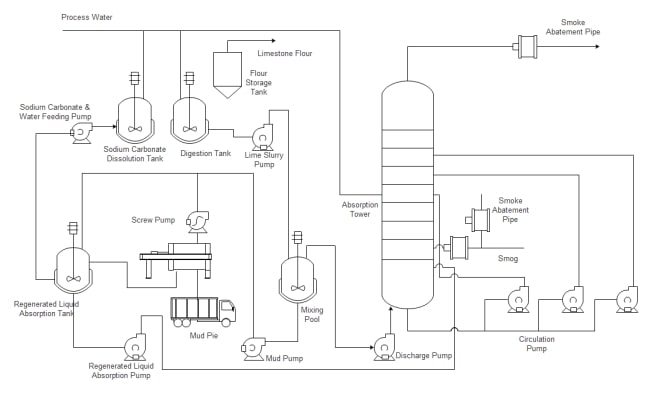 Process Water
Smoke
Abatement Pipe
Limestone Flour
Flour
Storage
Tank
Sodium Carbonate &
Water Feeding Pump
Sodium Carbonate
Dissolution Tank
Digestion Tank
Lime Slurry
Pump
Absorption
Tower
Smoke
Abatement
Pipe
Screw Pump
Smog
Regenerated Liquid
Absorption Tank
Mud Pie
Mixing
Pool
Circulation
Pump
Regenerated Liquid
Absorption Pump
Mud Pump
Discharge Pump